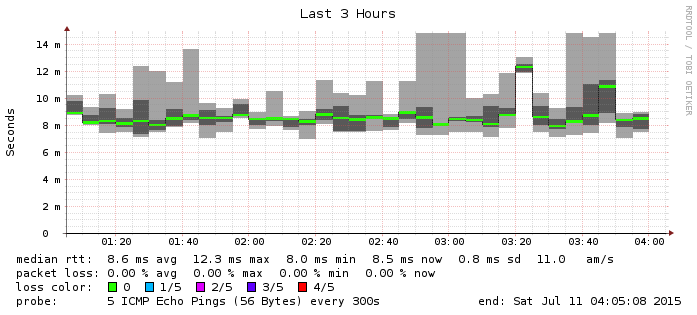 Last 3 Hours
RRDTOOL / TOBI OETIKER
Seconds
14 m
12 m
10 m
8 m
6 m
4 m
2 m
0
01:20 01:40 02:00 02:20 02:40 03:00 03:20 03:40 04:00
median rtt: 8.6 ms avg 12.3 ms max 8.0 ms min 8.5 ms now 0.8 ms sd 11.0 am/s
packet loss: 0.00 % avg 0.00 % max 0.00 % min 0.00 % now
loss color: 0 1/5 2/5 3/5 4/5
probe: 5 ICMP Echo Pings (56 Bytes) every 300s end: Sat Jul 11 04:05:08 2015